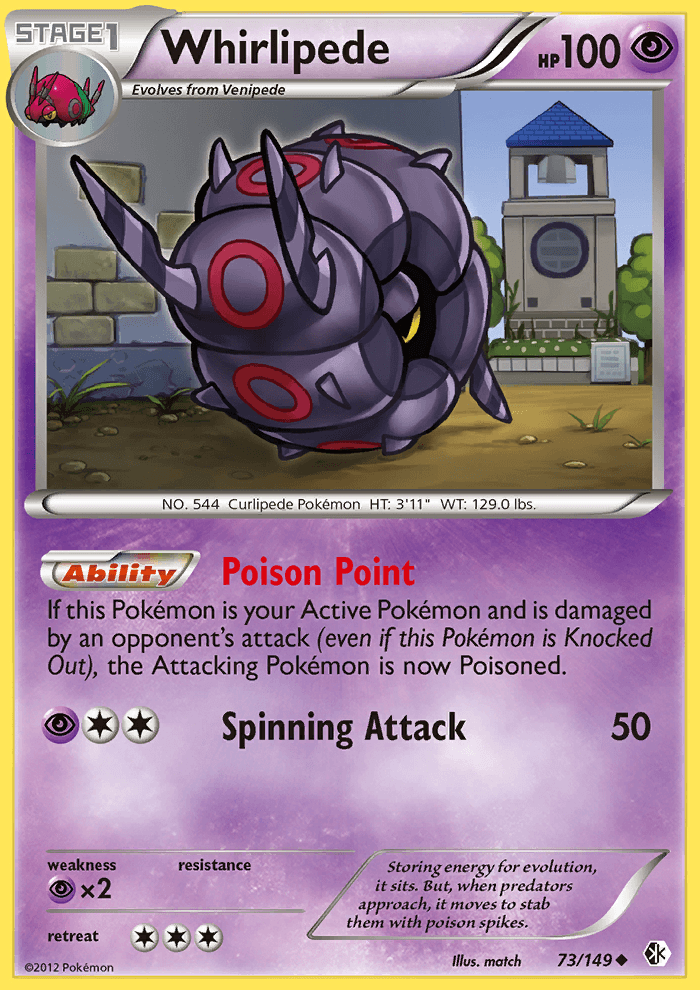 STAGE1
Whirlipede
HP100
Evolves from Venipede
NO. 544 Curlipede Pokémon HT: 3'11" WT: 129.0 lbs.
Ability
Poison Point
If this Pokémon is your Active Pokémon and is damaged
by an opponent's attack (even if this Pokémon is Knocked
Out), the Attacking Pokémon is now Poisoned.
Spinning Attack 50
weakness resistance
×2
Storing energy for evolution,
it sits. But, when predators
approach, it moves to stab
them with poison spikes.
retreat
Illus. match 73/149
©2012 Pokémon